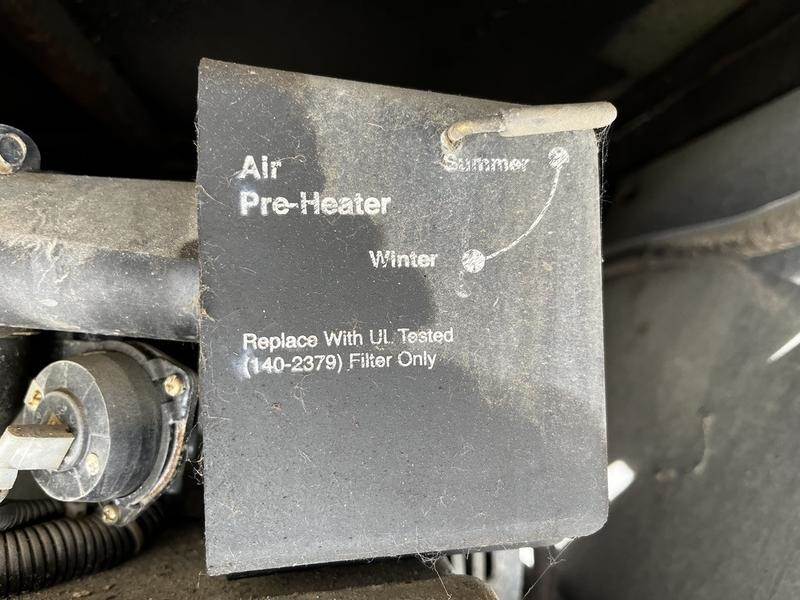 Air
Pre-Heater
Summer
Winter
Replace With UL Tested
(140-2379) Filter Only